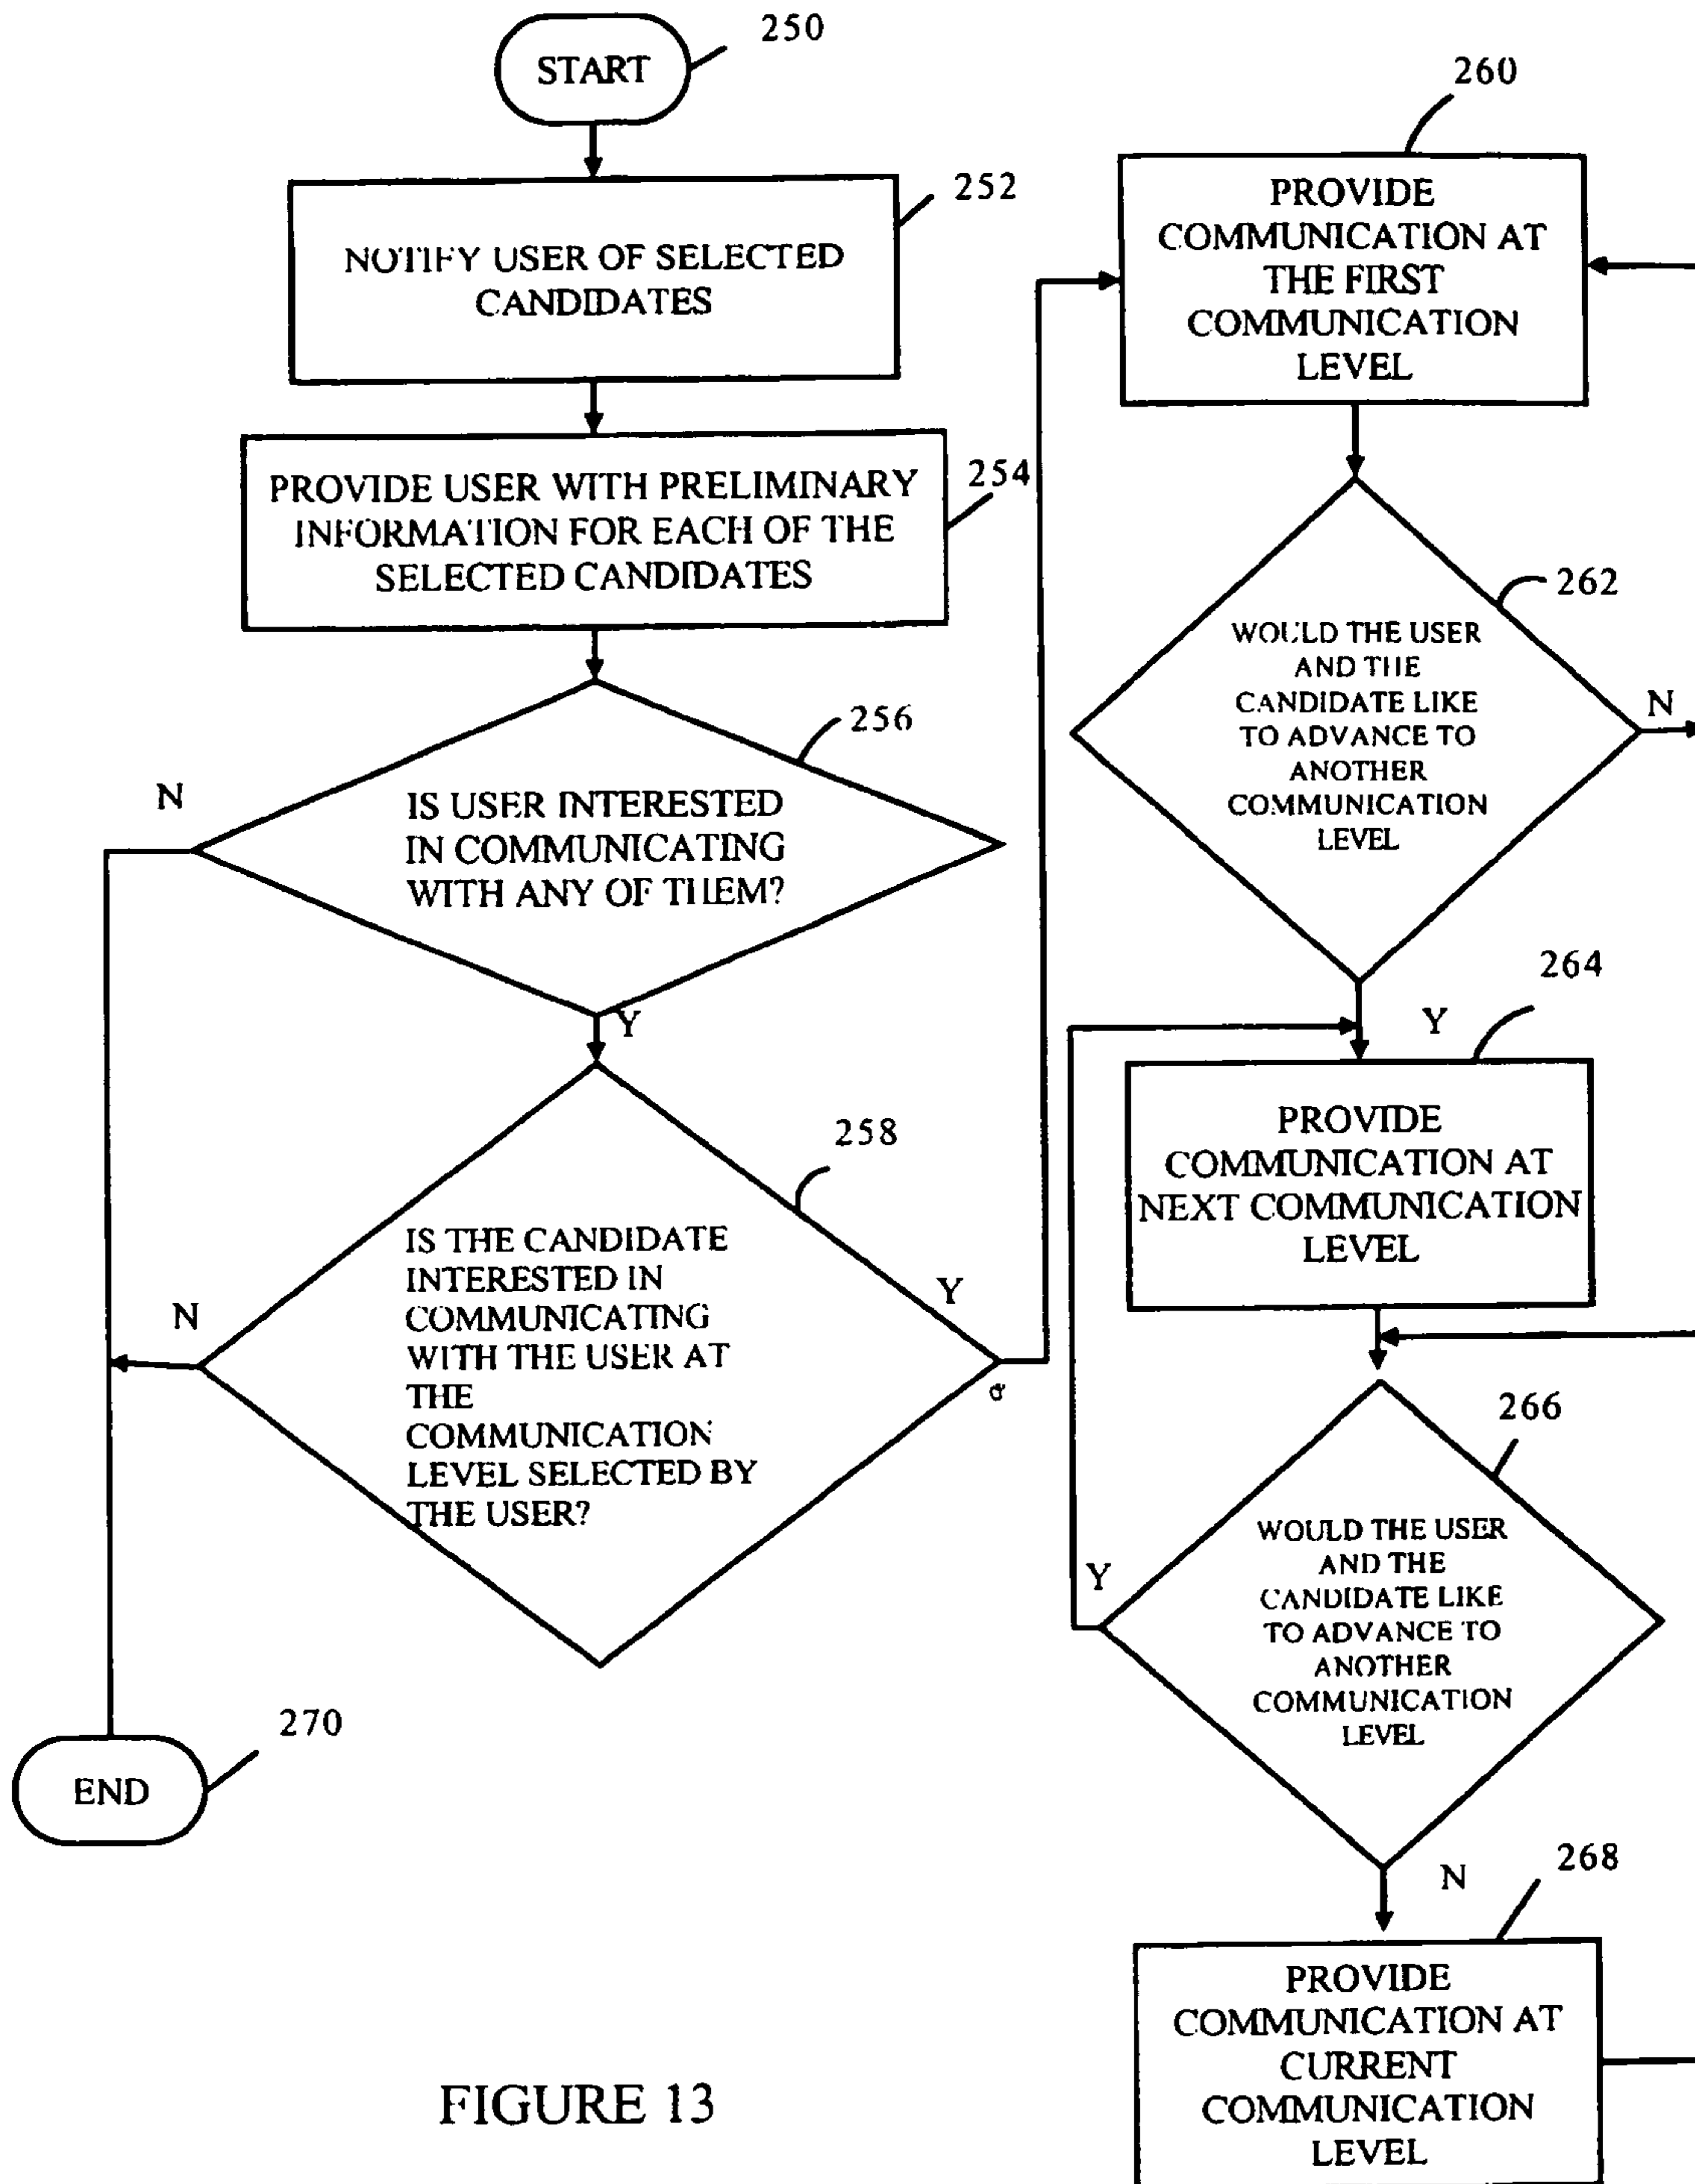 START
250
NOTIFY USER OF SELECTED
CANDIDATES
252
PROVIDE USER WITH PRELIMINARY
INFORMATION FOR EACH OF THE
SELECTED CANDIDATES
254
256
IS USER INTERESTED
IN COMMUNICATING
WITH ANY OF THEM?
N
Y
258
IS THE CANDIDATE
INTERESTED IN
COMMUNICATING
WITH THE USER AT
THE
COMMUNICATION
LEVEL SELECTED BY
THE USER?
N
Y
END
270
260
PROVIDE
COMMUNICATION AT
THE FIRST
COMMUNICATION
LEVEL
262
WOULD THE USER
AND THE
CANDIDATE LIKE
TO ADVANCE TO
ANOTHER
COMMUNICATION
LEVEL
N
Y
264
PROVIDE
COMMUNICATION AT
NEXT COMMUNICATION
LEVEL
266
WOULD THE USER
AND THE
CANDIDATE LIKE
TO ADVANCE TO
ANOTHER
COMMUNICATION
LEVEL
Y
N
268
PROVIDE
COMMUNICATION AT
CURRENT
COMMUNICATION
LEVEL
FIGURE 13